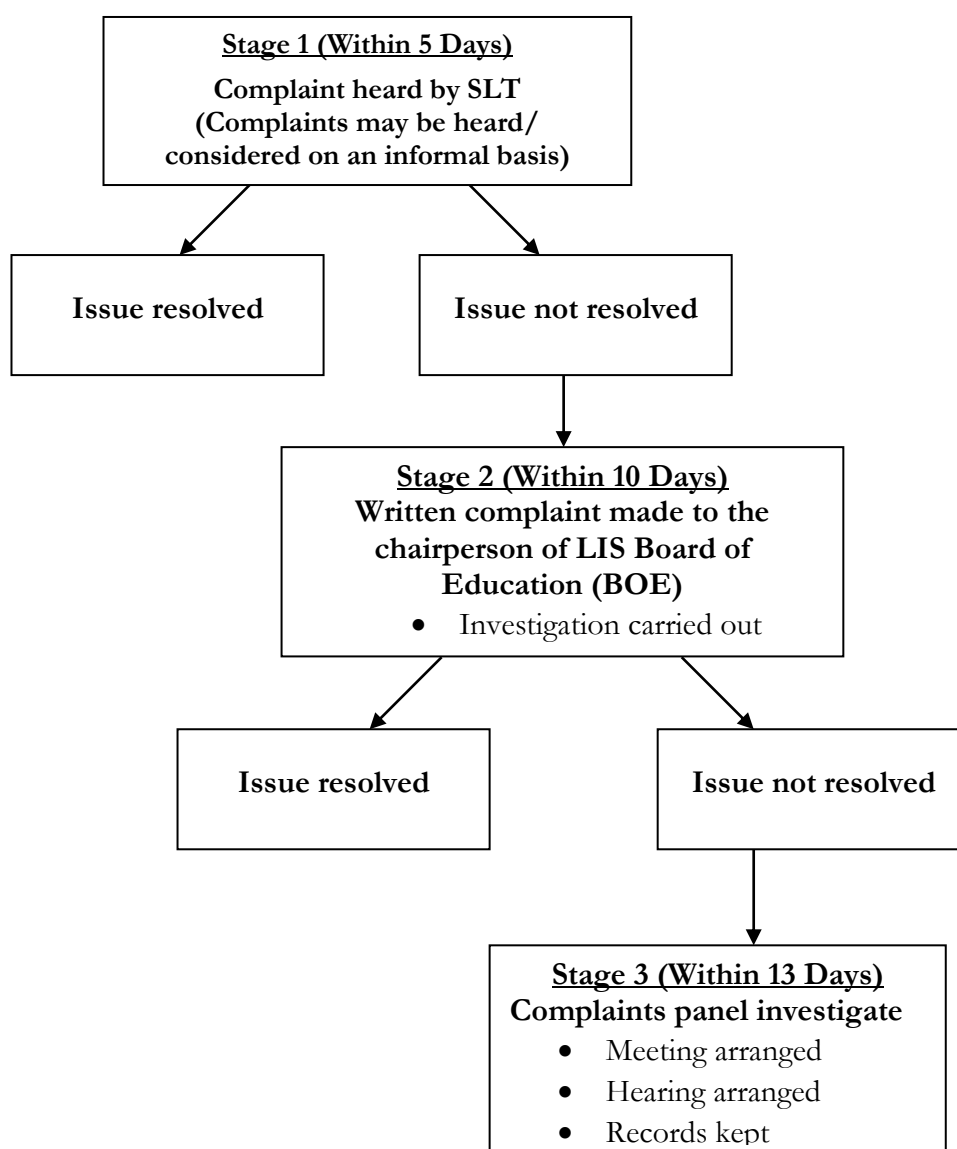 Stage 1 (Within 5 Days)
Complaint heard by SLT
(Complaints may be heard/
considered on an informal basis)
Issue resolved
Issue not resolved
Stage 2 (Within 10 Days)
Written complaint made to the
chairperson of LIS Board of
Education (BOE)
• Investigation carried out
Issue resolved
Issue not resolved
Stage 3 (Within 13 Days)
Complaints panel investigate
• Meeting arranged
• Hearing arranged
• Records kept